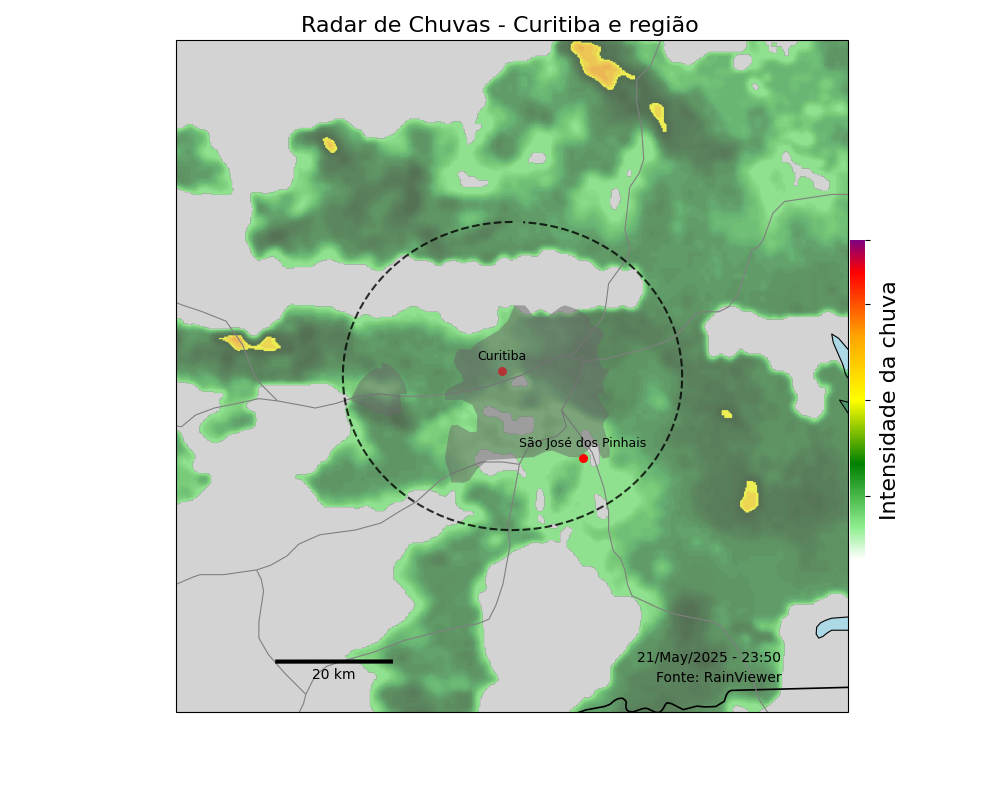 Radar de Chuvas - Curitiba e região
Curitiba
São José dos Pinhais
Intensidade da chuva
20 km
21/May/2025 - 23:50
Fonte: RainViewer